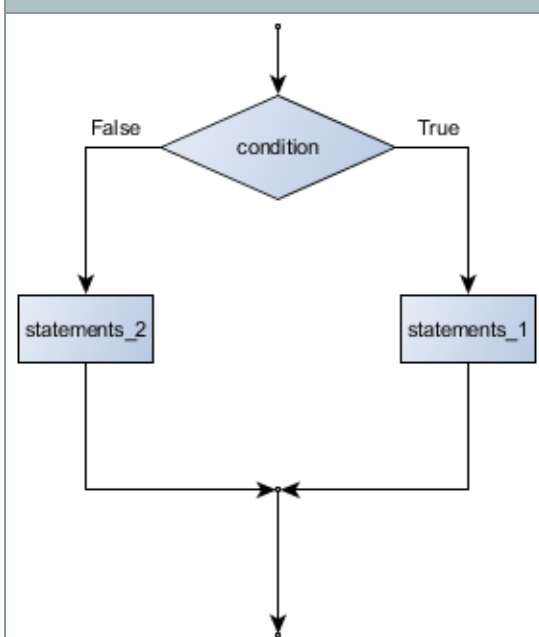 condition
False
True
statements_2
statements_1